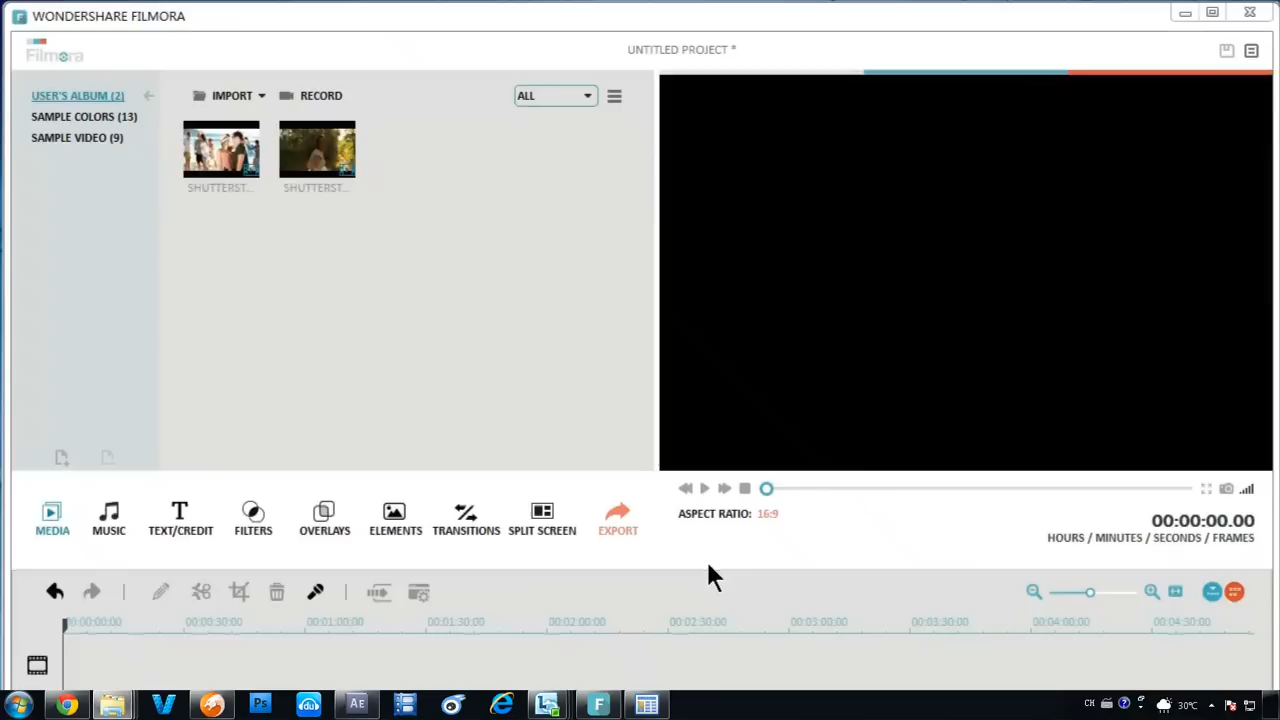 WONDERSHARE FILMORA
Filmora
UNTITLED PROJECT *
USER'S ALBUM (2)
SAMPLE COLORS (13)
SAMPLE VIDEO (9)
IMPORT
RECORD
ALL
SHUTTERST...
SHUTTERST...
MEDIA
MUSIC
TEXT/CREDIT
FILTERS
OVERLAYS
ELEMENTS
TRANSITIONS
SPLIT SCREEN
EXPORT
ASPECT RATIO: 16:9
00:00:00.00
HOURS / MINUTES / SECONDS / FRAMES
00:00:00:00
00:00:30:00
00:01:00:00
00:01:30:00
00:02:00:00
00:02:30:00
00:03:00:00
00:03:30:00
00:04:00:00
00:04:30:00
Ps
du
AE
CH
30℃